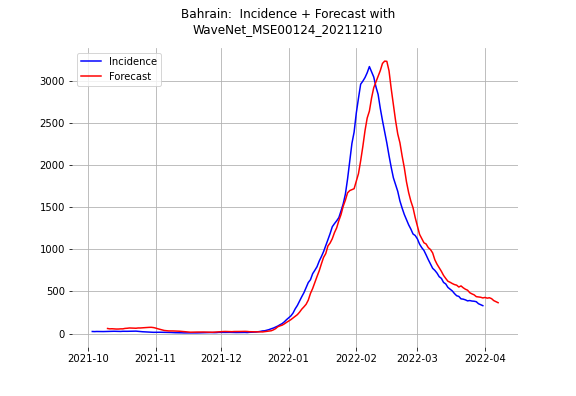 Bahrain:  Incidence + Forecast with
WaveNet_MSE00124_20211210
Incidence
Forecast
3000
2500
2000
1500
1000
500
0
2021-10 2021-11 2021-12 2022-01 2022-02 2022-03 2022-04